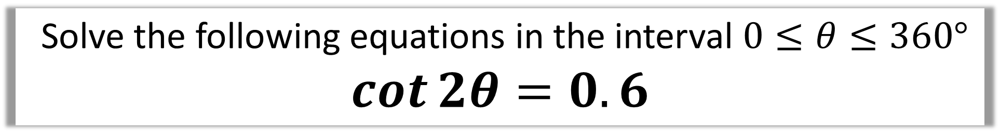 Solve the following equations in the interval 0 ≤ θ ≤ 360°
cot 2θ = 0.6